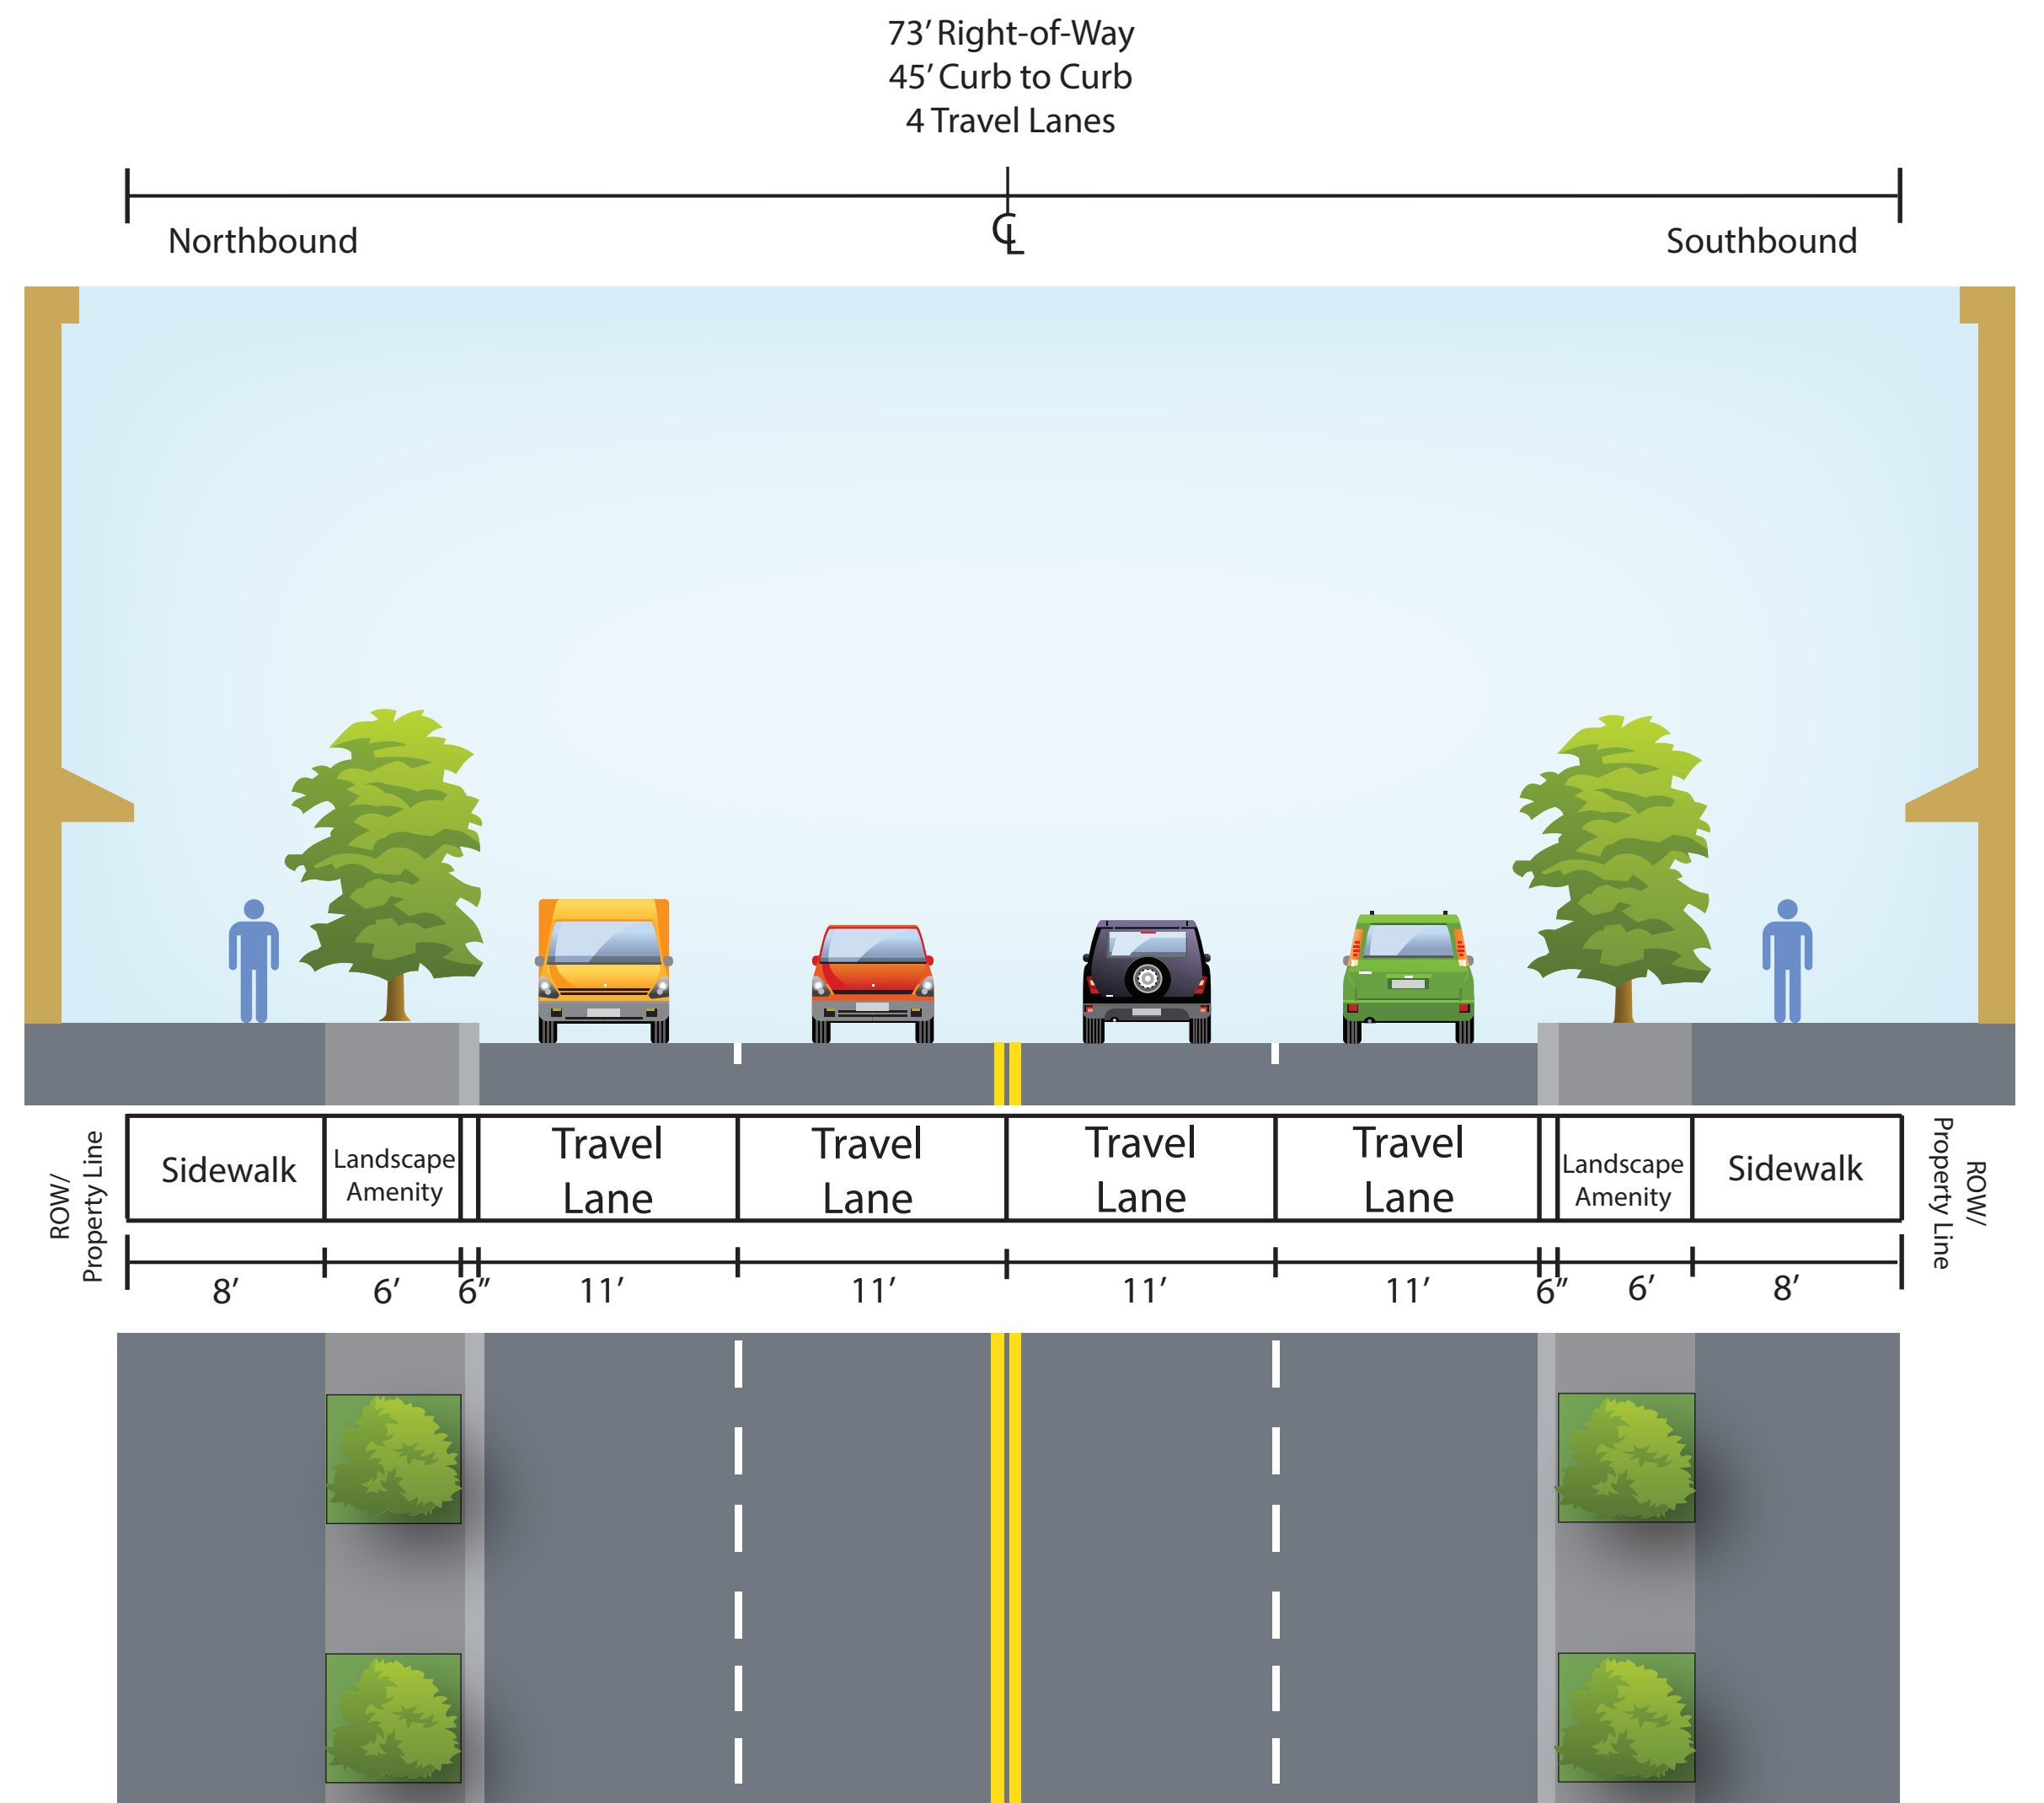 73’ Right-of-Way
45’ Curb to Curb
4 Travel Lanes
Northbound
℄
Southbound
ROW/
Property Line
Sidewalk
Landscape
Amenity
Travel
Lane
Travel
Lane
Travel
Lane
Travel
Lane
Landscape
Amenity
Sidewalk
ROW/
Property Line
8’ 6’ 6” 11’ 11’ 11’ 11’ 6” 6’ 8’